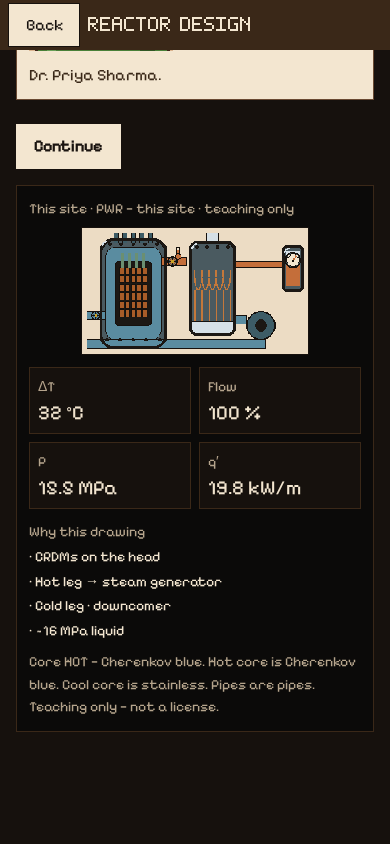 Back
REACTOR DESIGN
Dr. Priya Sharma.
Continue
This site · PWR – this site · teaching only
ΔT
32 °C
Flow
100 %
P
15.5 MPa
q′
19.8 kW/m
Why this drawing
· CRDMs on the head
· Hot leg → steam generator
· Cold leg · downcomer
· ~16 MPa liquid
Core HOT – Cherenkov blue. Hot core is Cherenkov
blue. Cool core is stainless. Pipes are pipes.
Teaching only – not a license.